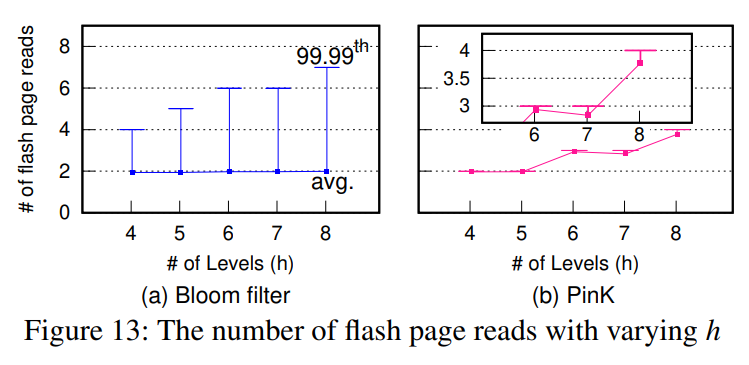 # of flash page reads
8
6
4
2
0
99.99th
avg.
4 5 6 7 8
# of Levels (h)
(a) Bloom filter
4
3.5
3
6 7 8
4 5 6 7 8
# of Levels (h)
(b) PinK
Figure 13: The number of flash page reads with varying h